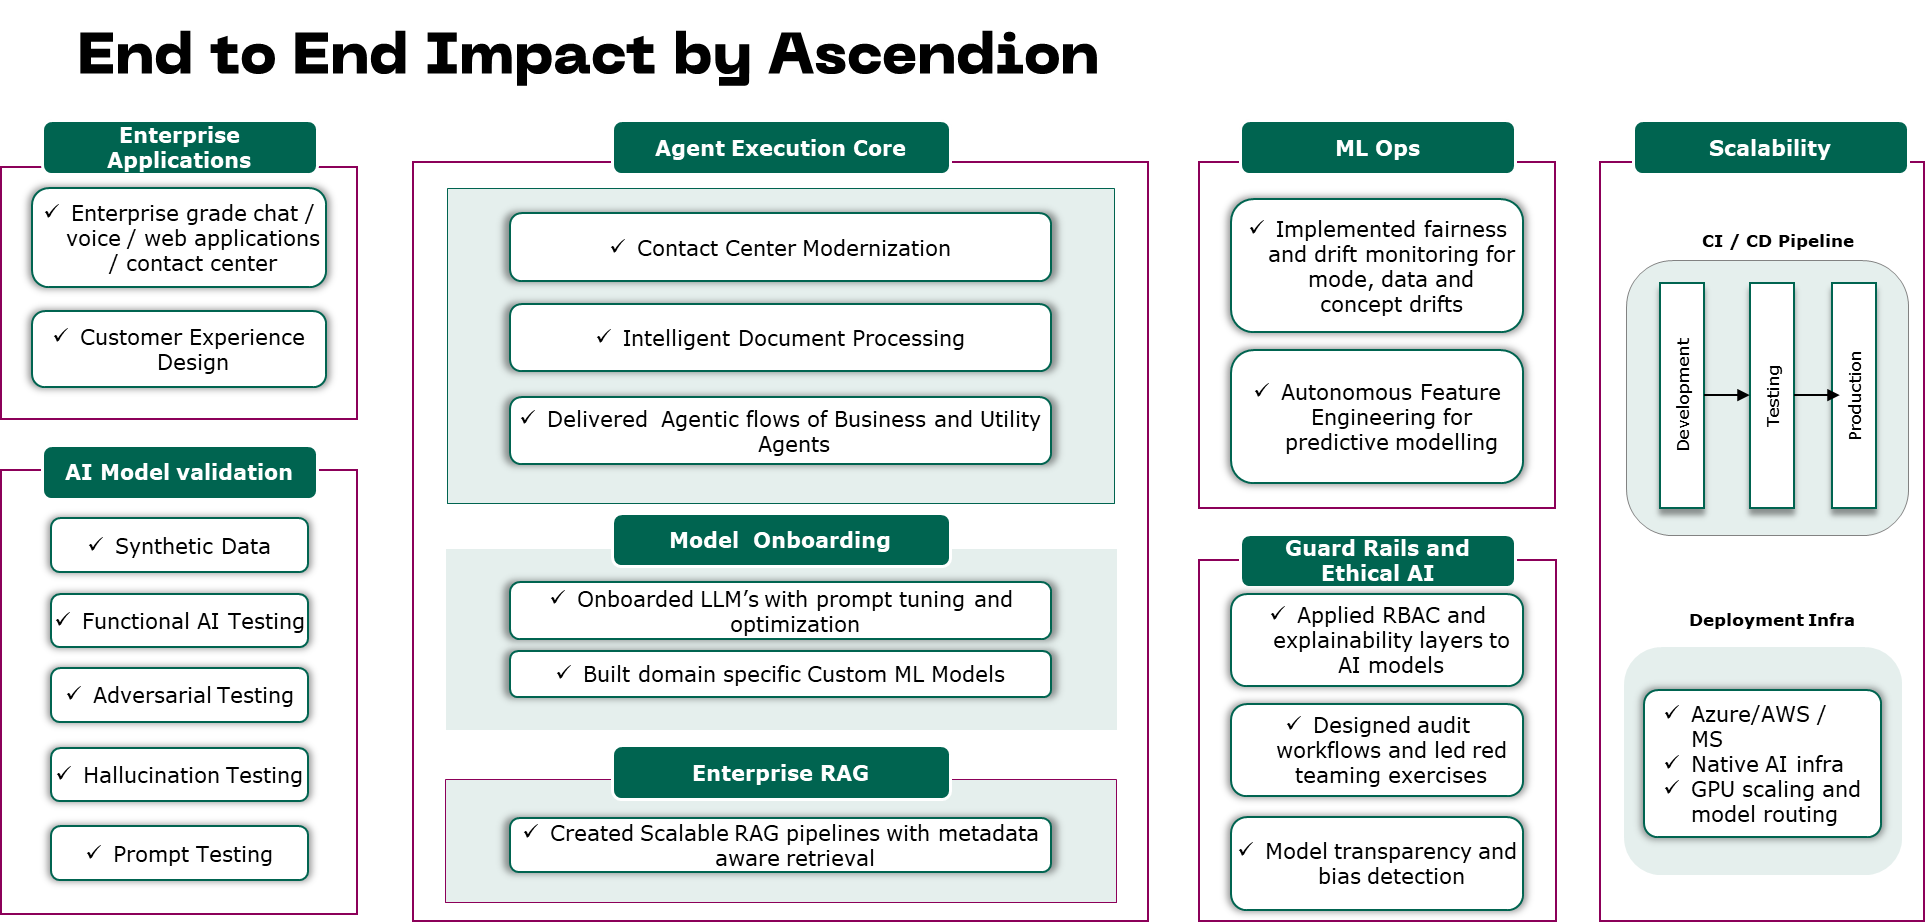 End to End Impact by Ascendion
Enterprise
Applications
✓ Enterprise grade chat /
voice / web applications
/ contact center
✓ Customer Experience
Design
AI Model validation
✓ Synthetic Data
✓ Functional AI Testing
✓ Adversarial Testing
✓ Hallucination Testing
✓ Prompt Testing
Agent Execution Core
✓ Contact Center Modernization
✓ Intelligent Document Processing
✓ Delivered  Agentic flows of Business and Utility
Agents
Model  Onboarding
✓ Onboarded LLM’s with prompt tuning and
optimization
✓ Built domain specific Custom ML Models
Enterprise RAG
✓ Created Scalable RAG pipelines with metadata
aware retrieval
ML Ops
✓ Implemented fairness
and drift monitoring for
mode, data and
concept drifts
✓ Autonomous Feature
Engineering for
predictive modelling
Guard Rails and
Ethical AI
✓ Applied RBAC and
explainability layers to
AI models
✓ Designed audit
workflows and led red
teaming exercises
✓ Model transparency and
bias detection
Scalability
CI / CD Pipeline
Development
Testing
Production
Deployment Infra
✓ Azure/AWS /
MS
✓ Native AI infra
✓ GPU scaling and
model routing